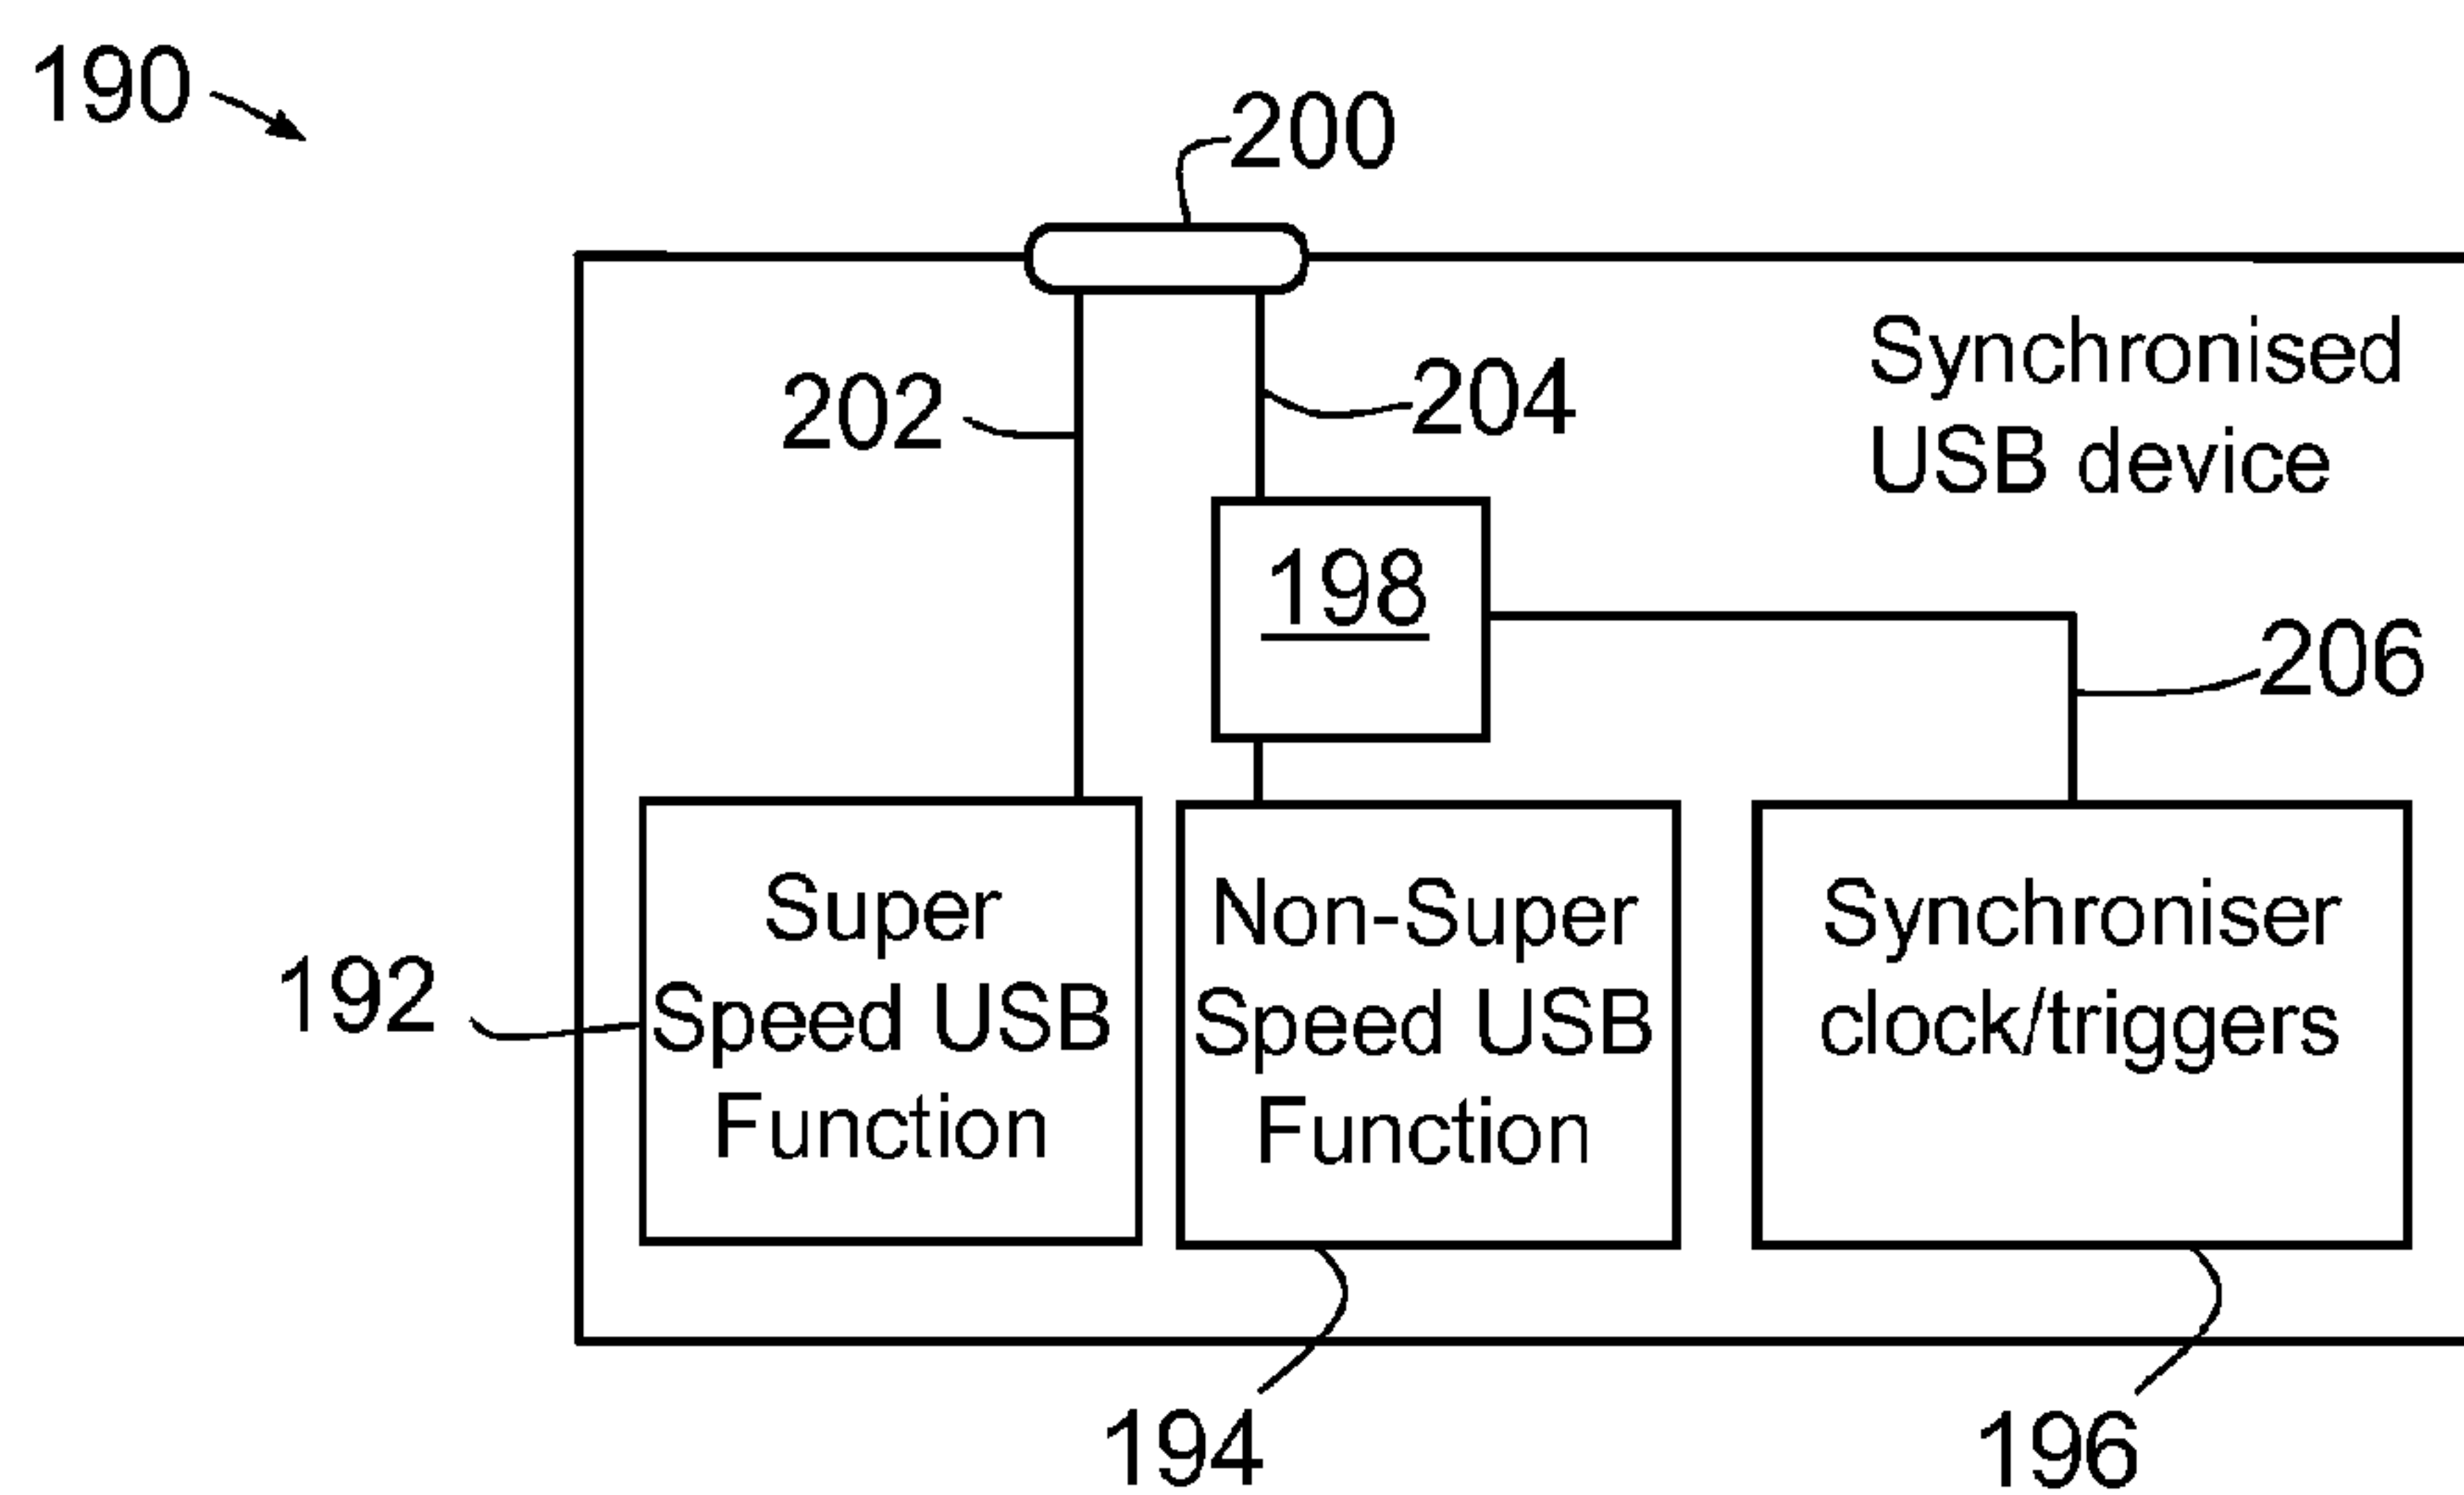 190
200
Synchronised
USB device
202
204
198
206
Super
Speed USB
Function
Non-Super
Speed USB
Function
Synchroniser
clock/triggers
192
194
196